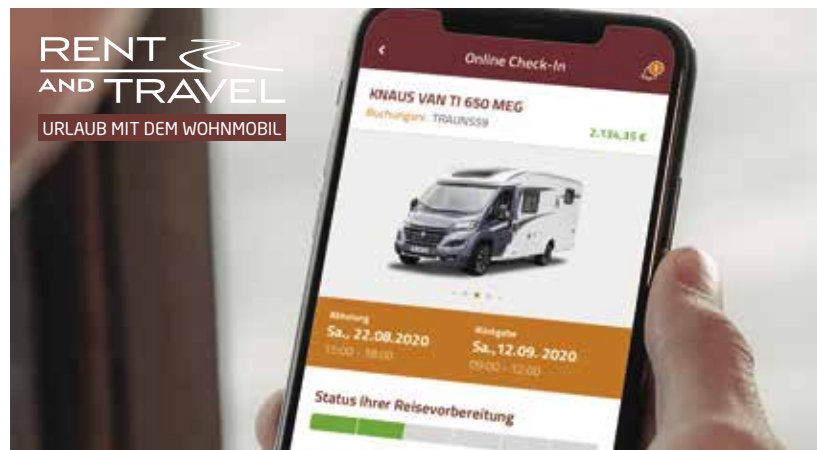 RENT
AND TRAVEL
URLAUB MIT DEM WOHNMOBIL
Online Check-In
KNAUS VAN TI 650 MEG
Buchungsnr. TRAUNS59
2.134,35 €
Abholung
Sa., 22.08.2020
15:00 - 18:00
Rückgabe
Sa., 12.09. 2020
09:00 - 12:00
Status Ihrer Reisevorbereitung